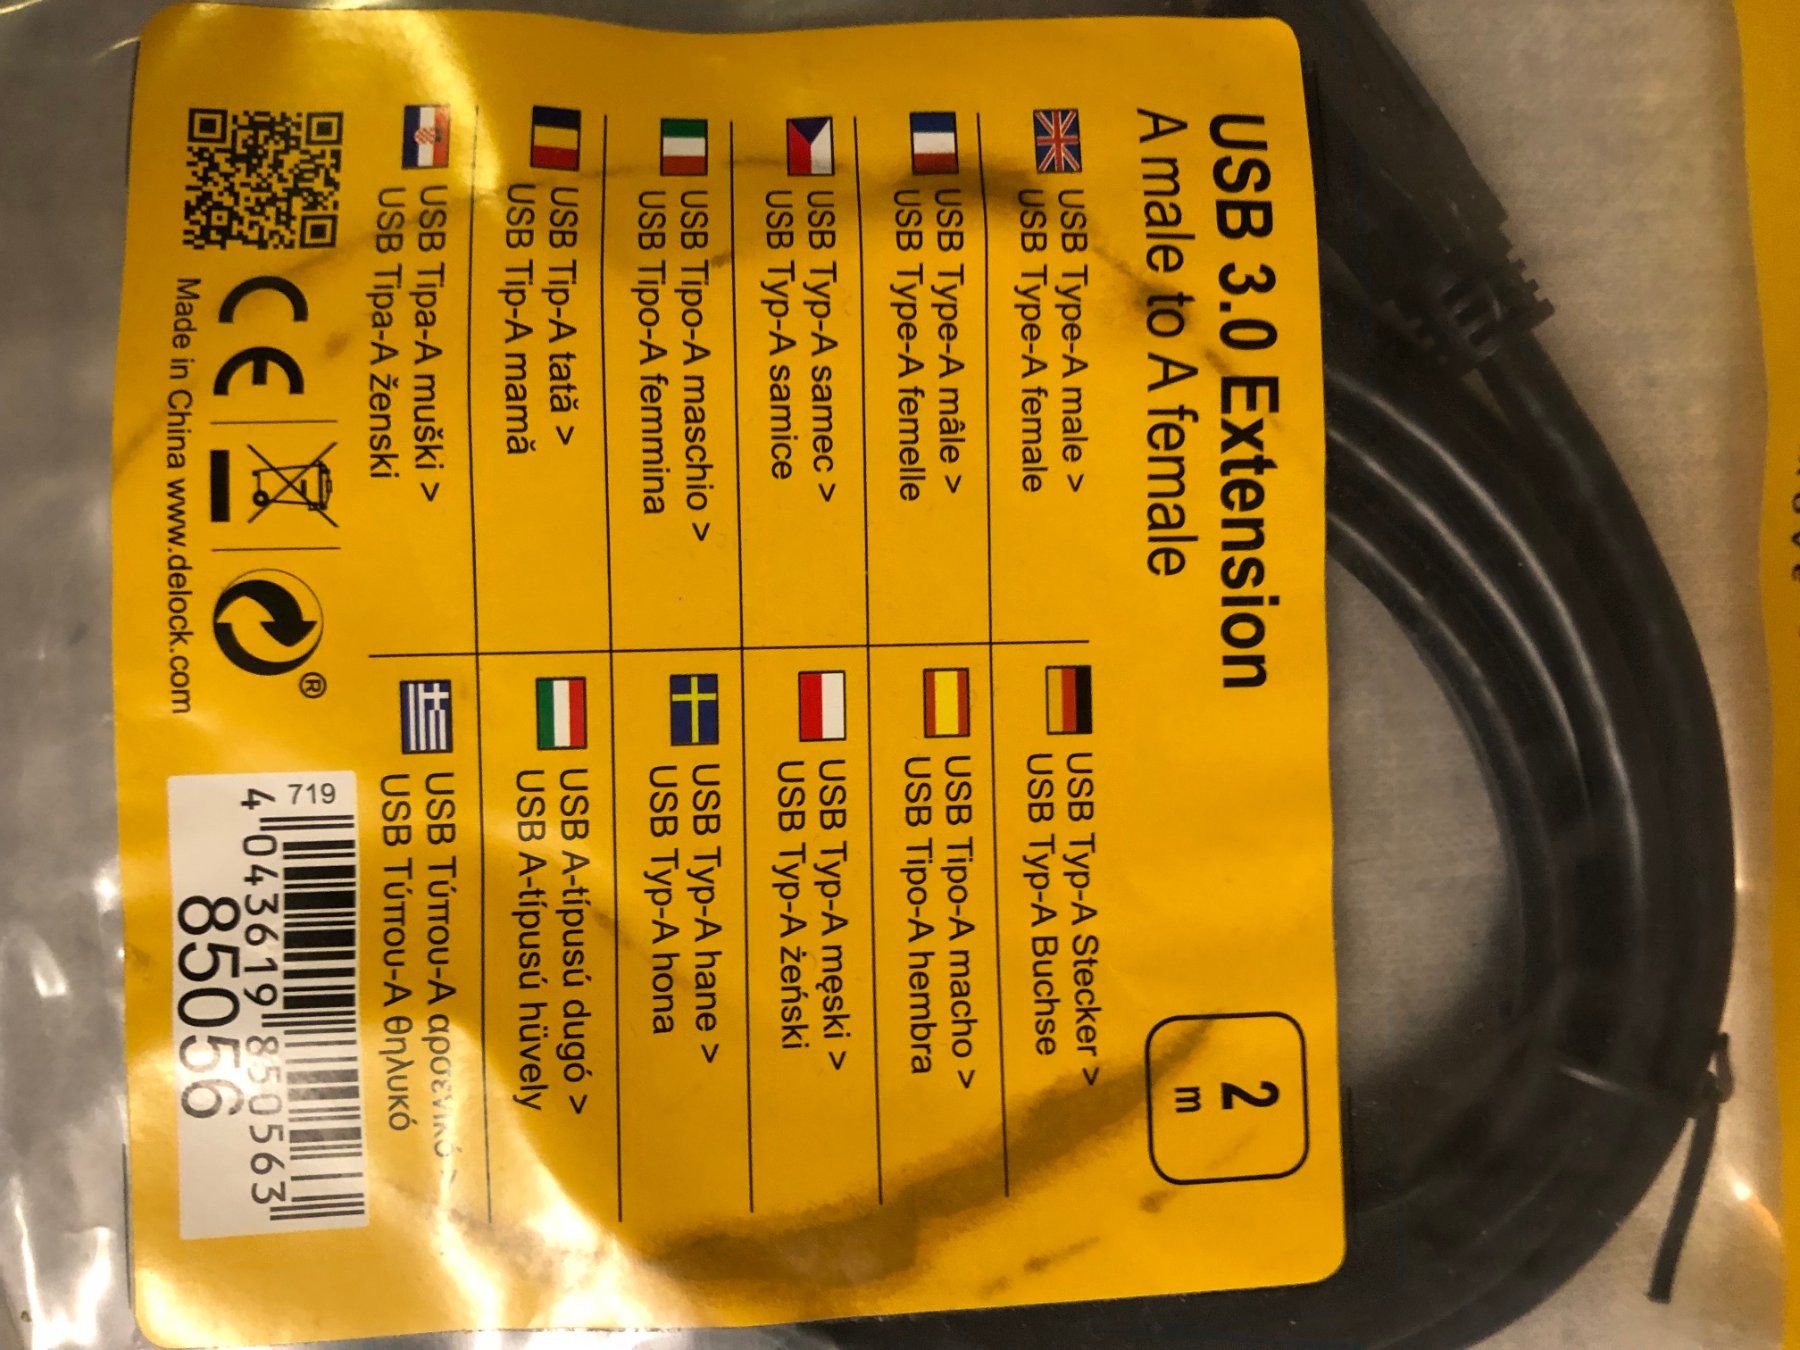 USB 3.0 Extension
A male to A female
2
m
USB Type-A male >
USB Type-A female
USB Typ-A Stecker >
USB Typ-A Buchse
USB Type-A mâle >
USB Type-A femelle
USB Tipo-A macho >
USB Tipo-A hembra
USB Typ-A samec >
USB Typ-A samice
USB Typ-A męski >
USB Typ-A żeński
USB Tipo-A maschio >
USB Tipo-A femmina
USB Typ-A hane >
USB Typ-A hona
USB Tip-A tată >
USB Tip-A mamă
USB A-típusú dugó >
USB A-típusú hüvely
USB Tipa-A muški >
USB Tipa-A ženski
USB Τύπου-A αρσενικό >
USB Τύπου-A θηλυκό
CE
®
Made in China www.delock.com
719
4 043619 850563
85056